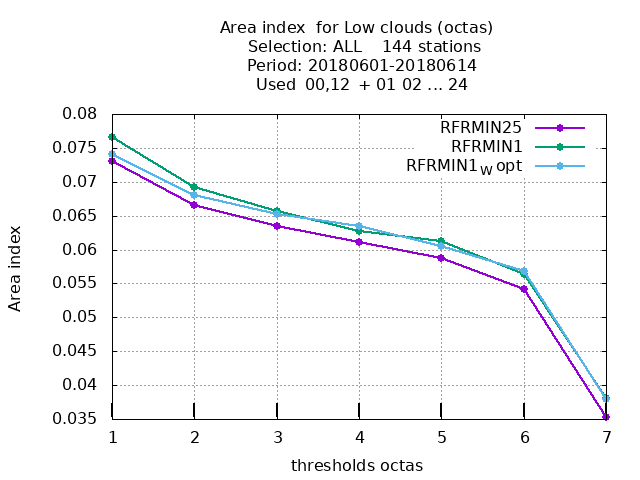 Area index  for Low clouds (octas)
Selection: ALL    144 stations
Period: 20180601-20180614
Used  00,12  + 01 02 ... 24
0.08
0.075
0.07
0.065
0.06
0.055
0.05
0.045
0.04
0.035
Area index
RFRMIN25
RFRMIN1
RFRMIN1W opt
1 2 3 4 5 6 7
thresholds octas